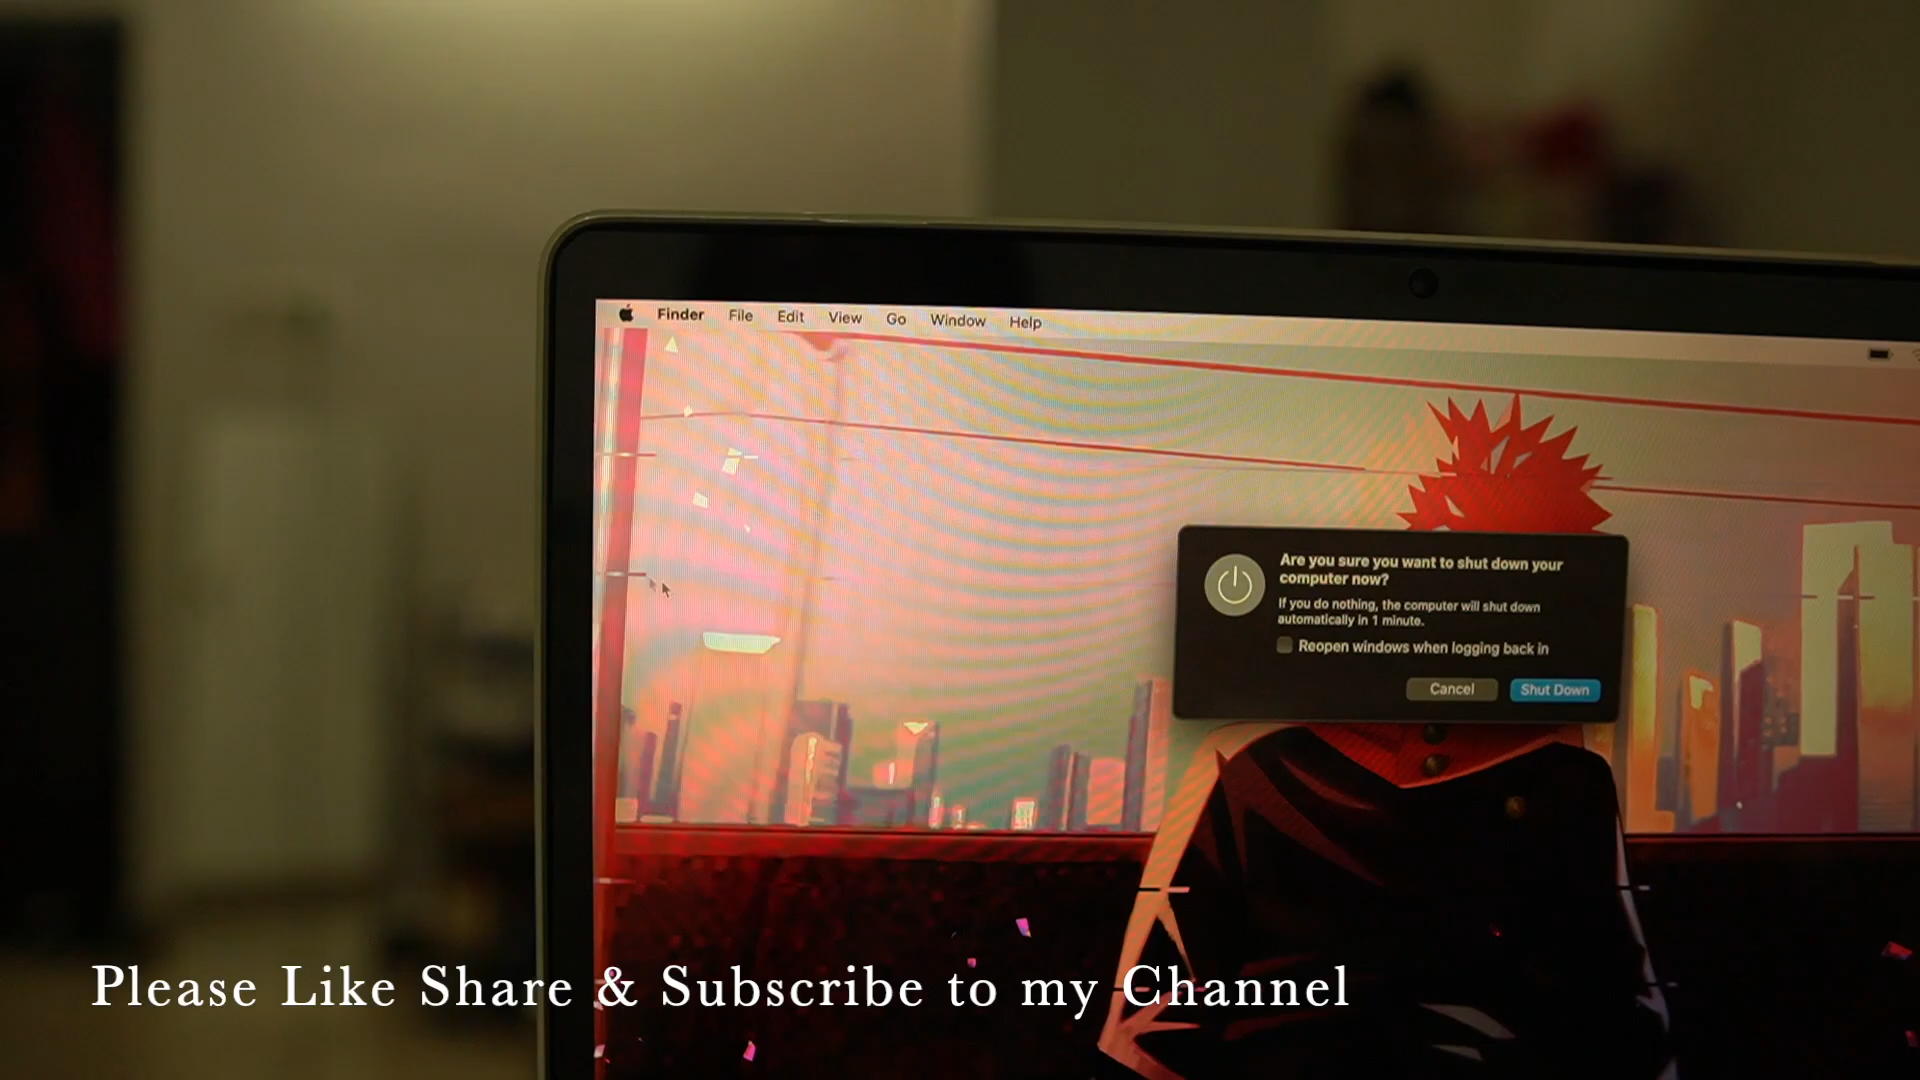 Finder File Edit View Go Window Help
Are you sure you want to shut down your
computer now?
If you do nothing, the computer will shut down
automatically in 1 minute.
Reopen windows when logging back in
Cancel Shut Down
Please Like Share & Subscribe to my Channel